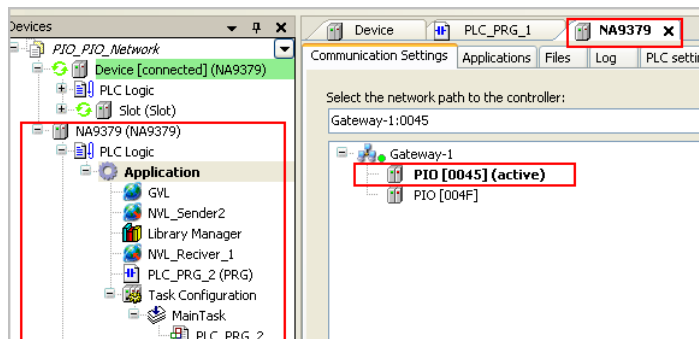 Devices
PIO_PIO_Network
Device [connected] (NA9379)
PLC Logic
Slot (Slot)
NA9379 (NA9379)
PLC Logic
Application
GVL
NVL_Sender2
Library Manager
NVL_Reciver_1
PLC_PRG_2 (PRG)
Task Configuration
MainTask
PLC_PRG_2
Device
PLC_PRG_1
NA9379
Communication Settings
Applications
Files
Log
PLC setti
Select the network path to the controller:
Gateway-1:0045
Gateway-1
PIO [0045] (active)
PIO [004F]